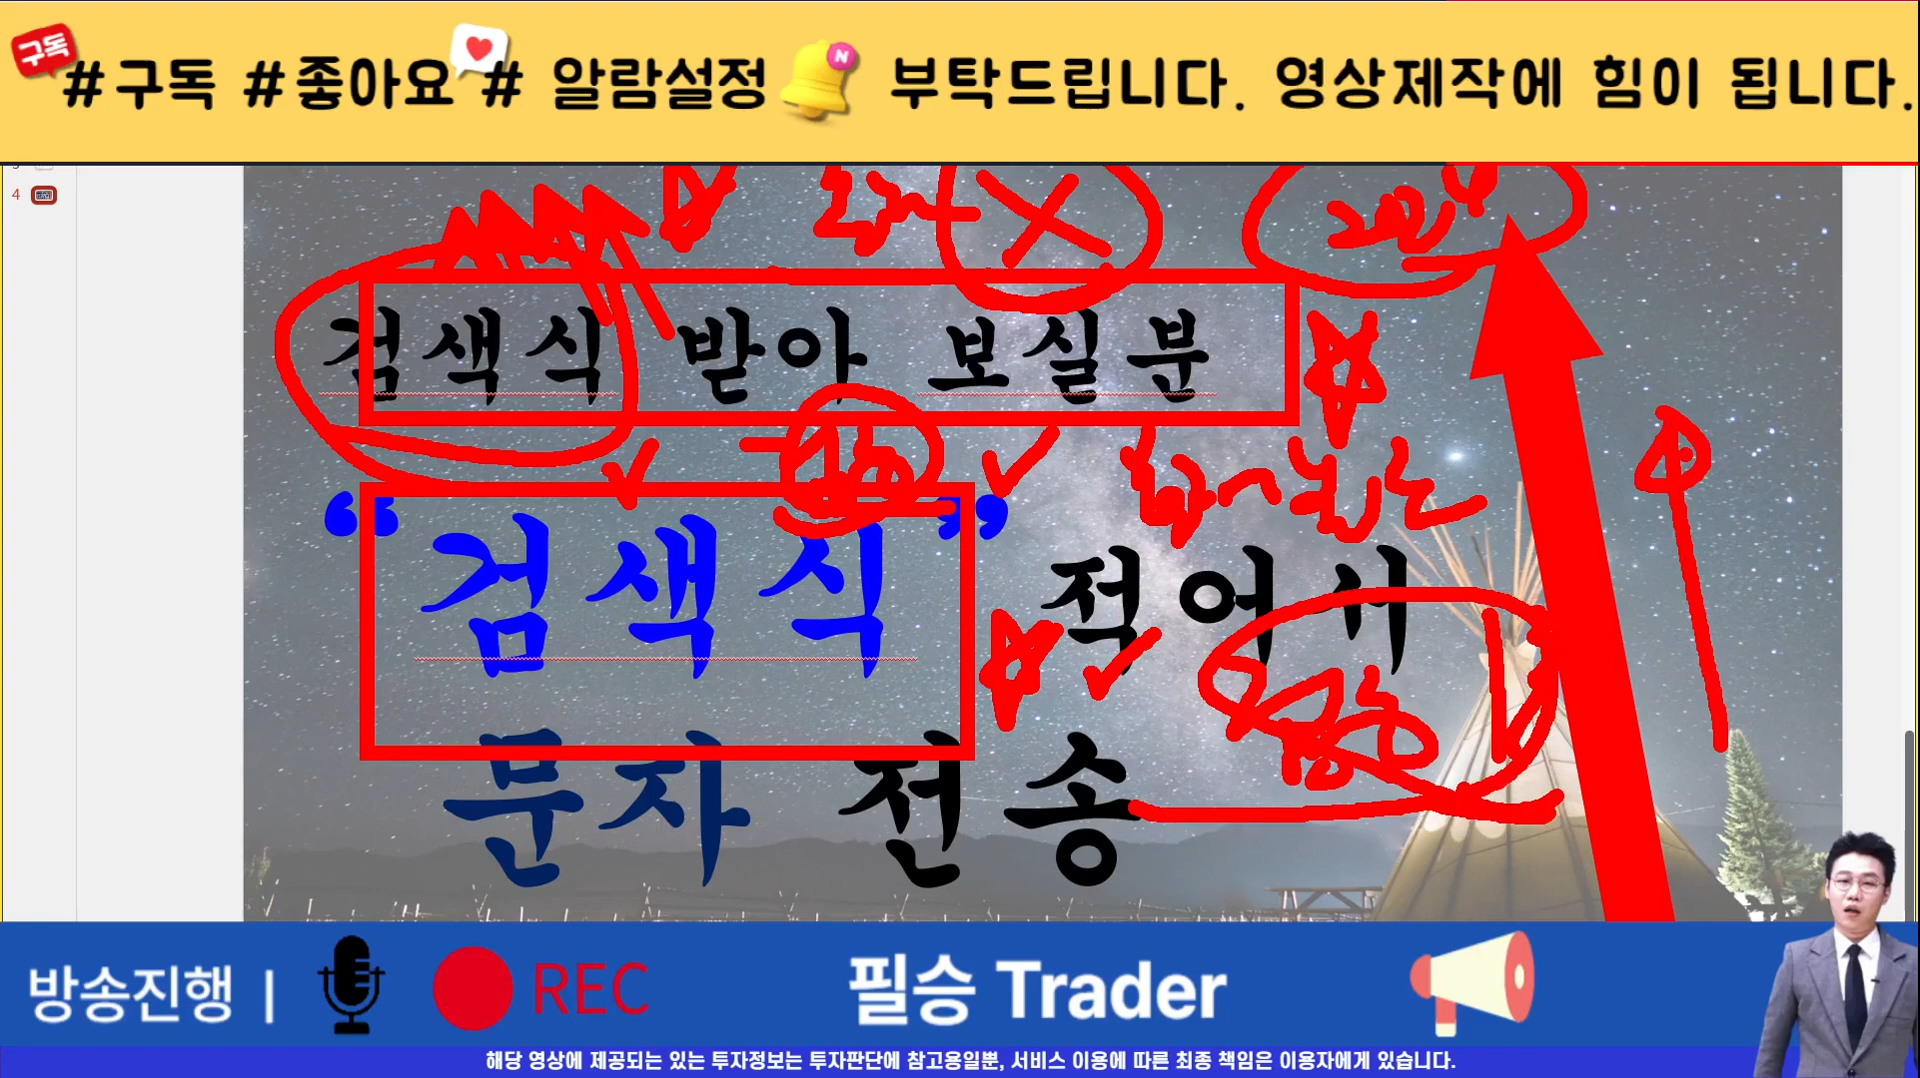 구독
#구독 #좋아요 # 알람설정 N 부탁드립니다. 영상제작에 힘이 됩니다.
4
검색식 받아 보실분
“검색식” 적어서
문자 전송
방송진행 | REC 필승 Trader
해당 영상에 제공되는 있는 투자정보는 투자판단에 참고용일뿐, 서비스 이용에 따른 최종 책임은 이용자에게 있습니다.